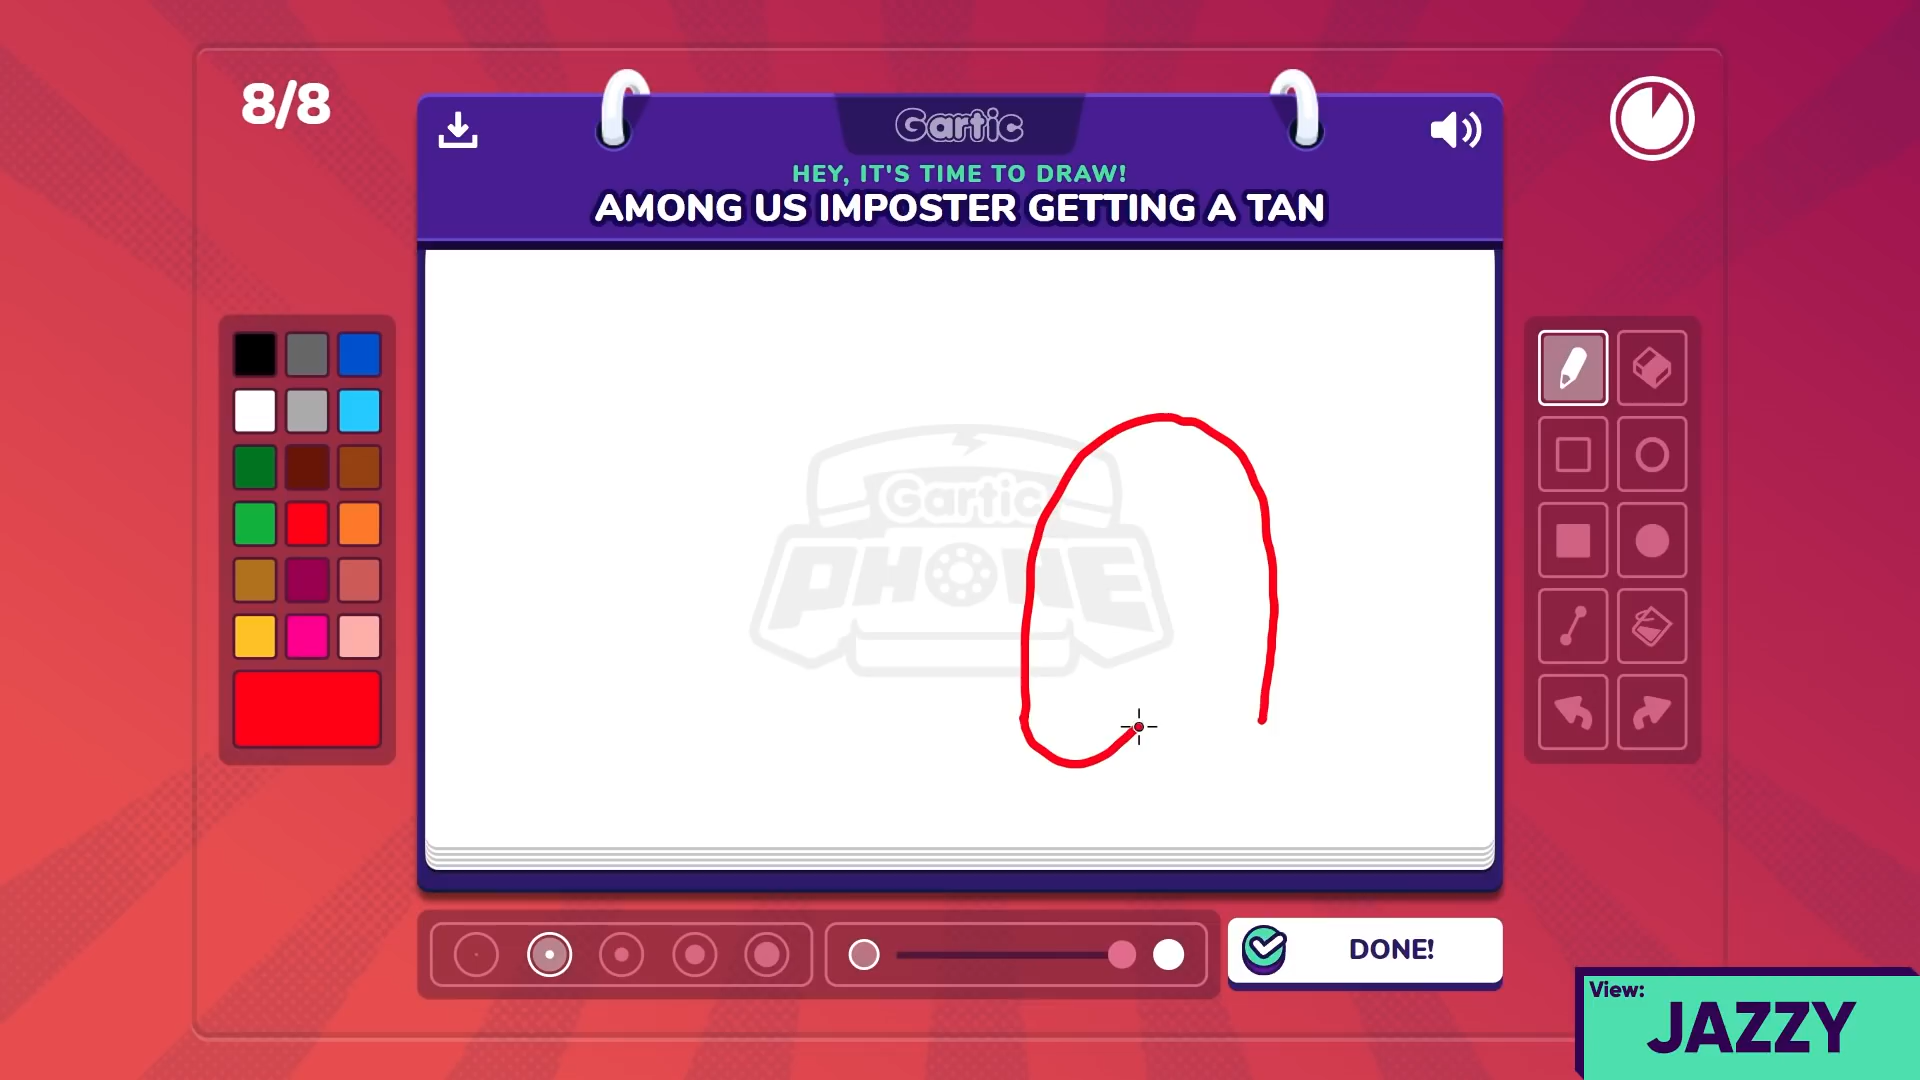 8/8
Gartic
HEY, IT'S TIME TO DRAW!
AMONG US IMPOSTER GETTING A TAN
Gartic
PHONE
DONE!
View:
JAZZY